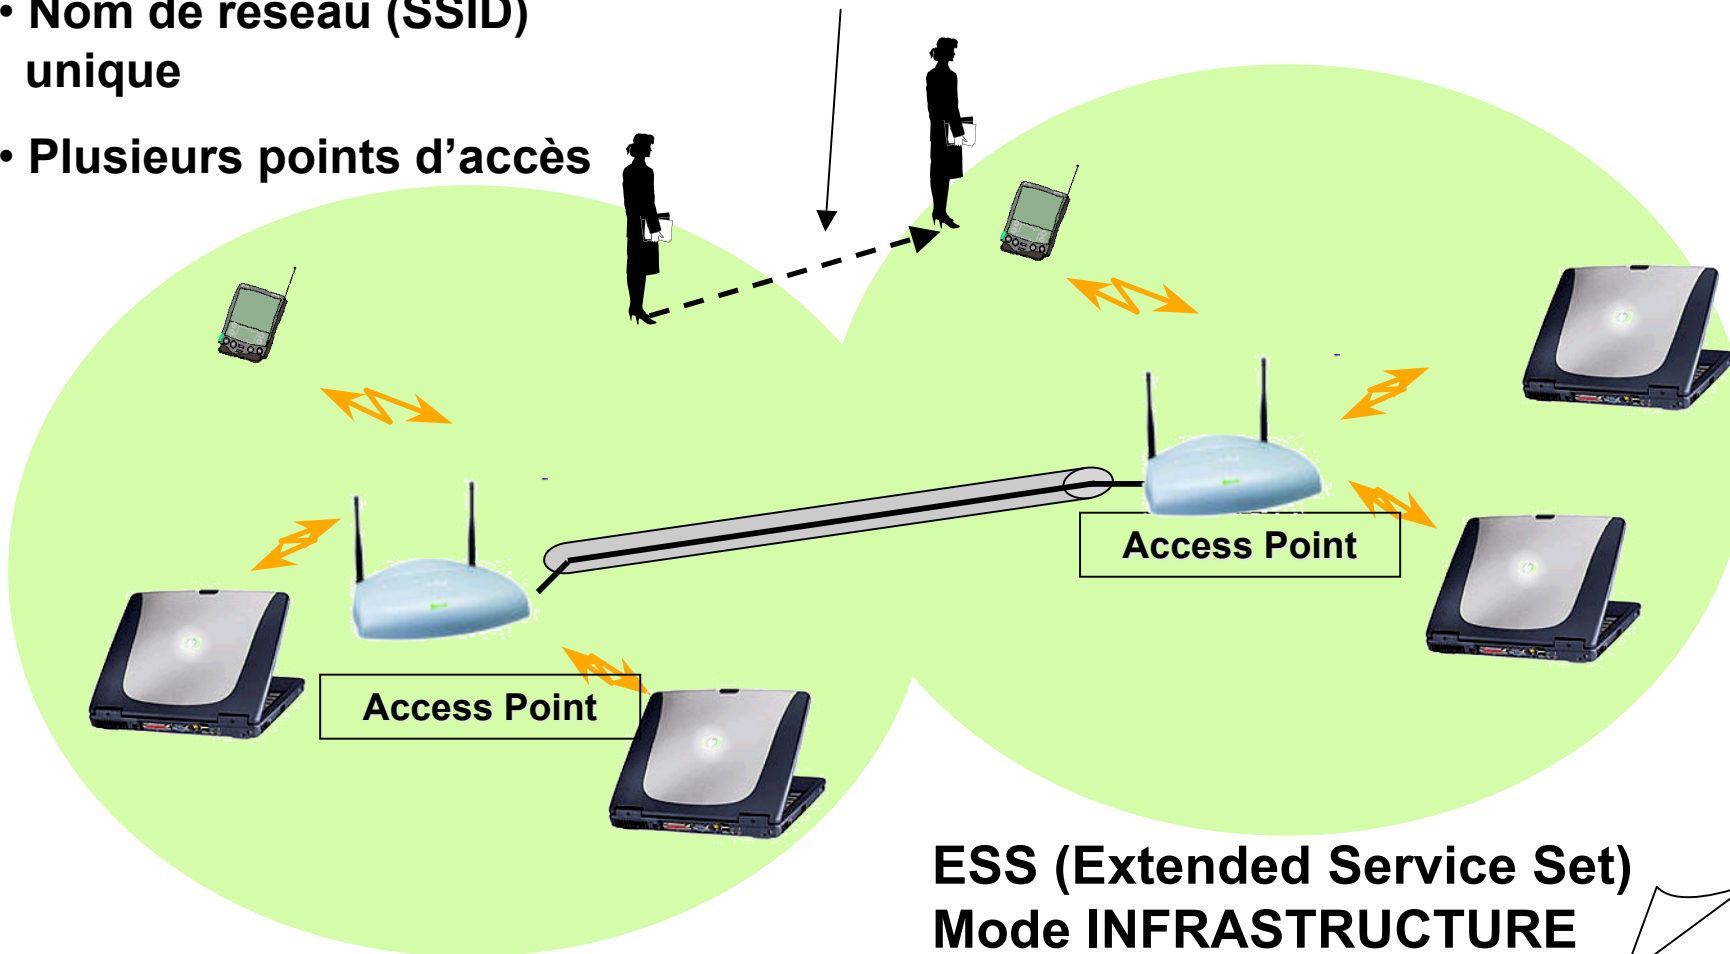 • Nom de réseau (SSID)
unique
• Plusieurs points d’accès
Access Point
Access Point
ESS (Extended Service Set)
Mode INFRASTRUCTURE